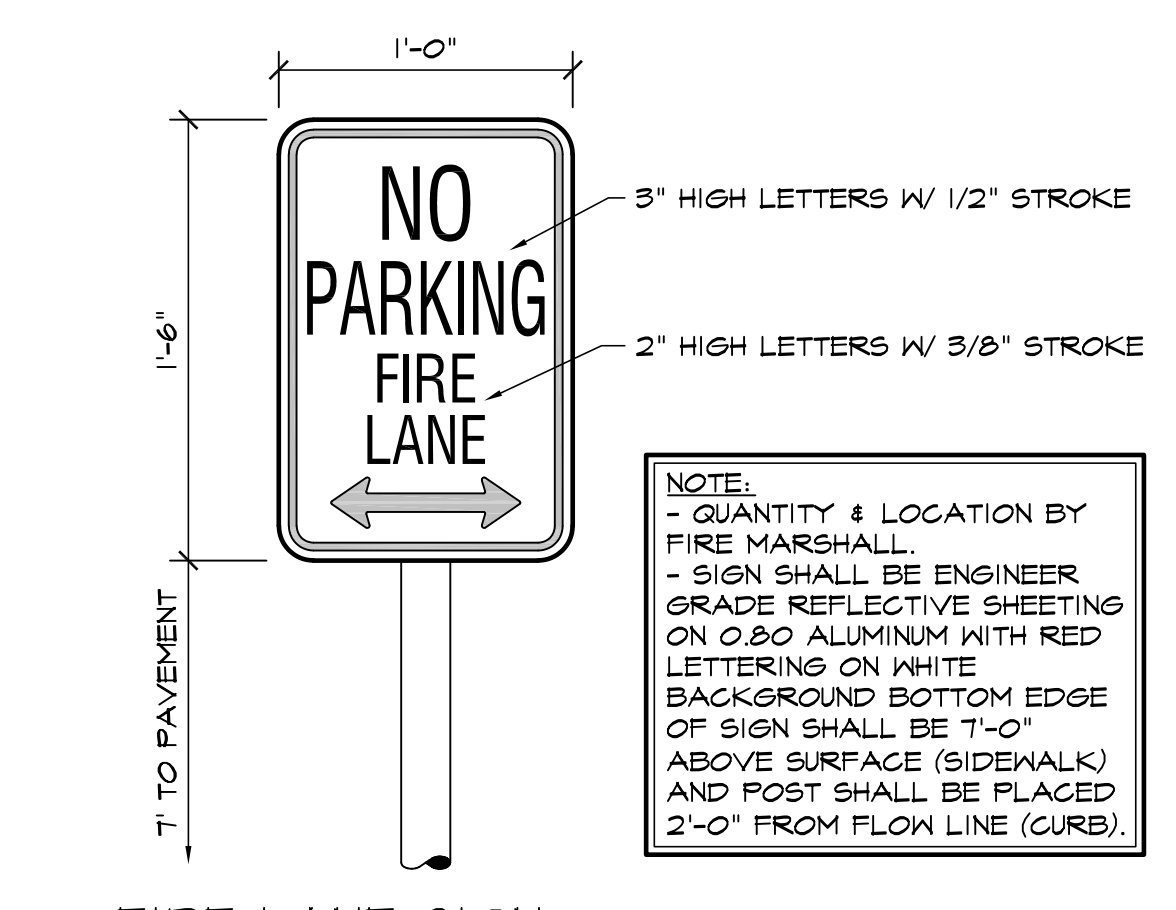 1'-0"
NO
PARKING
FIRE
LANE
3" HIGH LETTERS W/ 1/2" STROKE
2" HIGH LETTERS W/ 3/8" STROKE
1'-6"
7' TO PAVEMENT
NOTE:
- QUANTITY & LOCATION BY
FIRE MARSHALL.
- SIGN SHALL BE ENGINEER
GRADE REFLECTIVE SHEETING
ON 0.80 ALUMINUM WITH RED
LETTERING ON WHITE
BACKGROUND BOTTOM EDGE
OF SIGN SHALL BE 7'-0"
ABOVE SURFACE (SIDEWALK)
AND POST SHALL BE PLACED
2'-0" FROM FLOW LINE (CURB).